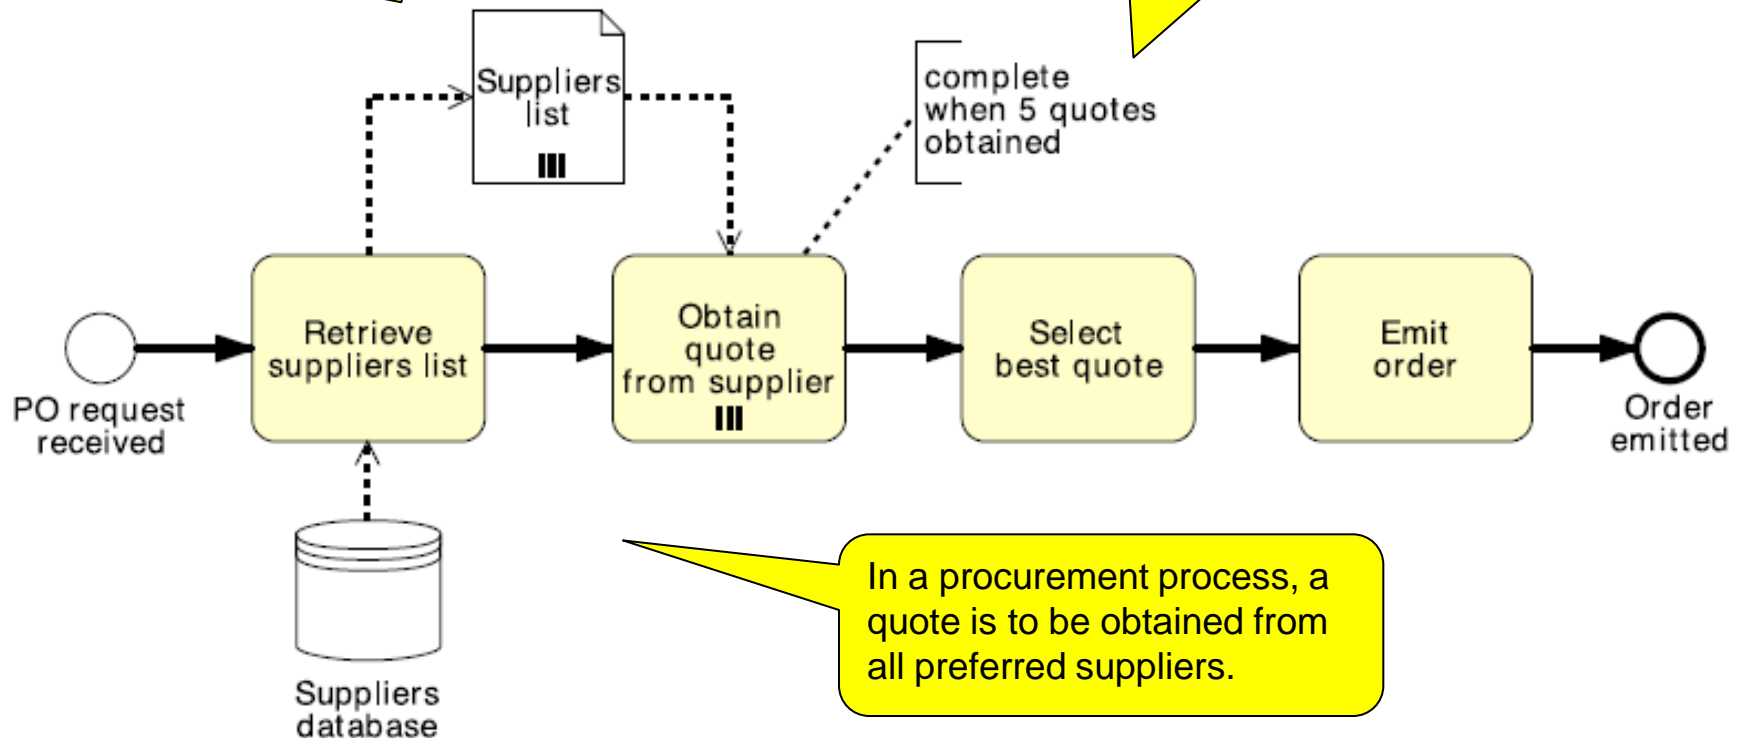 Suppliers
list
complete
when 5 quotes
obtained
PO request
received
Retrieve
suppliers list
Obtain
quote
from supplier
Select
best quote
Emit
order
Order
emitted
Suppliers
database
In a procurement process, a
quote is to be obtained from
all preferred suppliers.